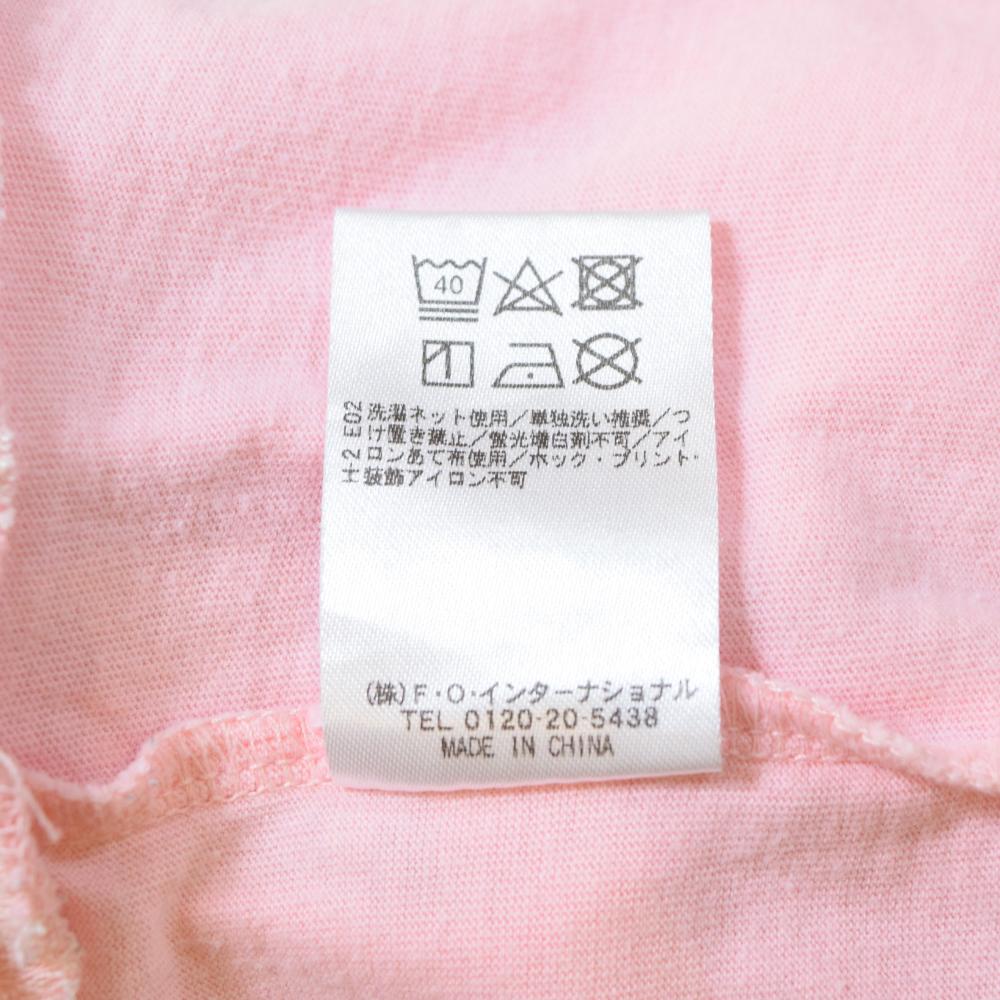 40
洗濯ネット使用／単独洗い推奨／つ
け置き禁止／蛍光増白剤不可／アイ
ロンあて布使用／ホック・プリント・
装飾アイロン不可
(株)F・O・インターナショナル
TEL 0120-20-5438
MADE IN CHINA